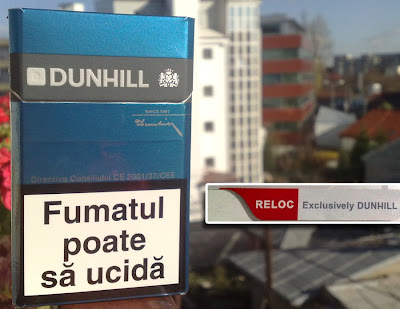 DUNHILL
SINCE 1907
Directiva Consiliului CE 2001/37/CEE
Fumatul
poate
să ucidă
RELOC Exclusively DUNHILL